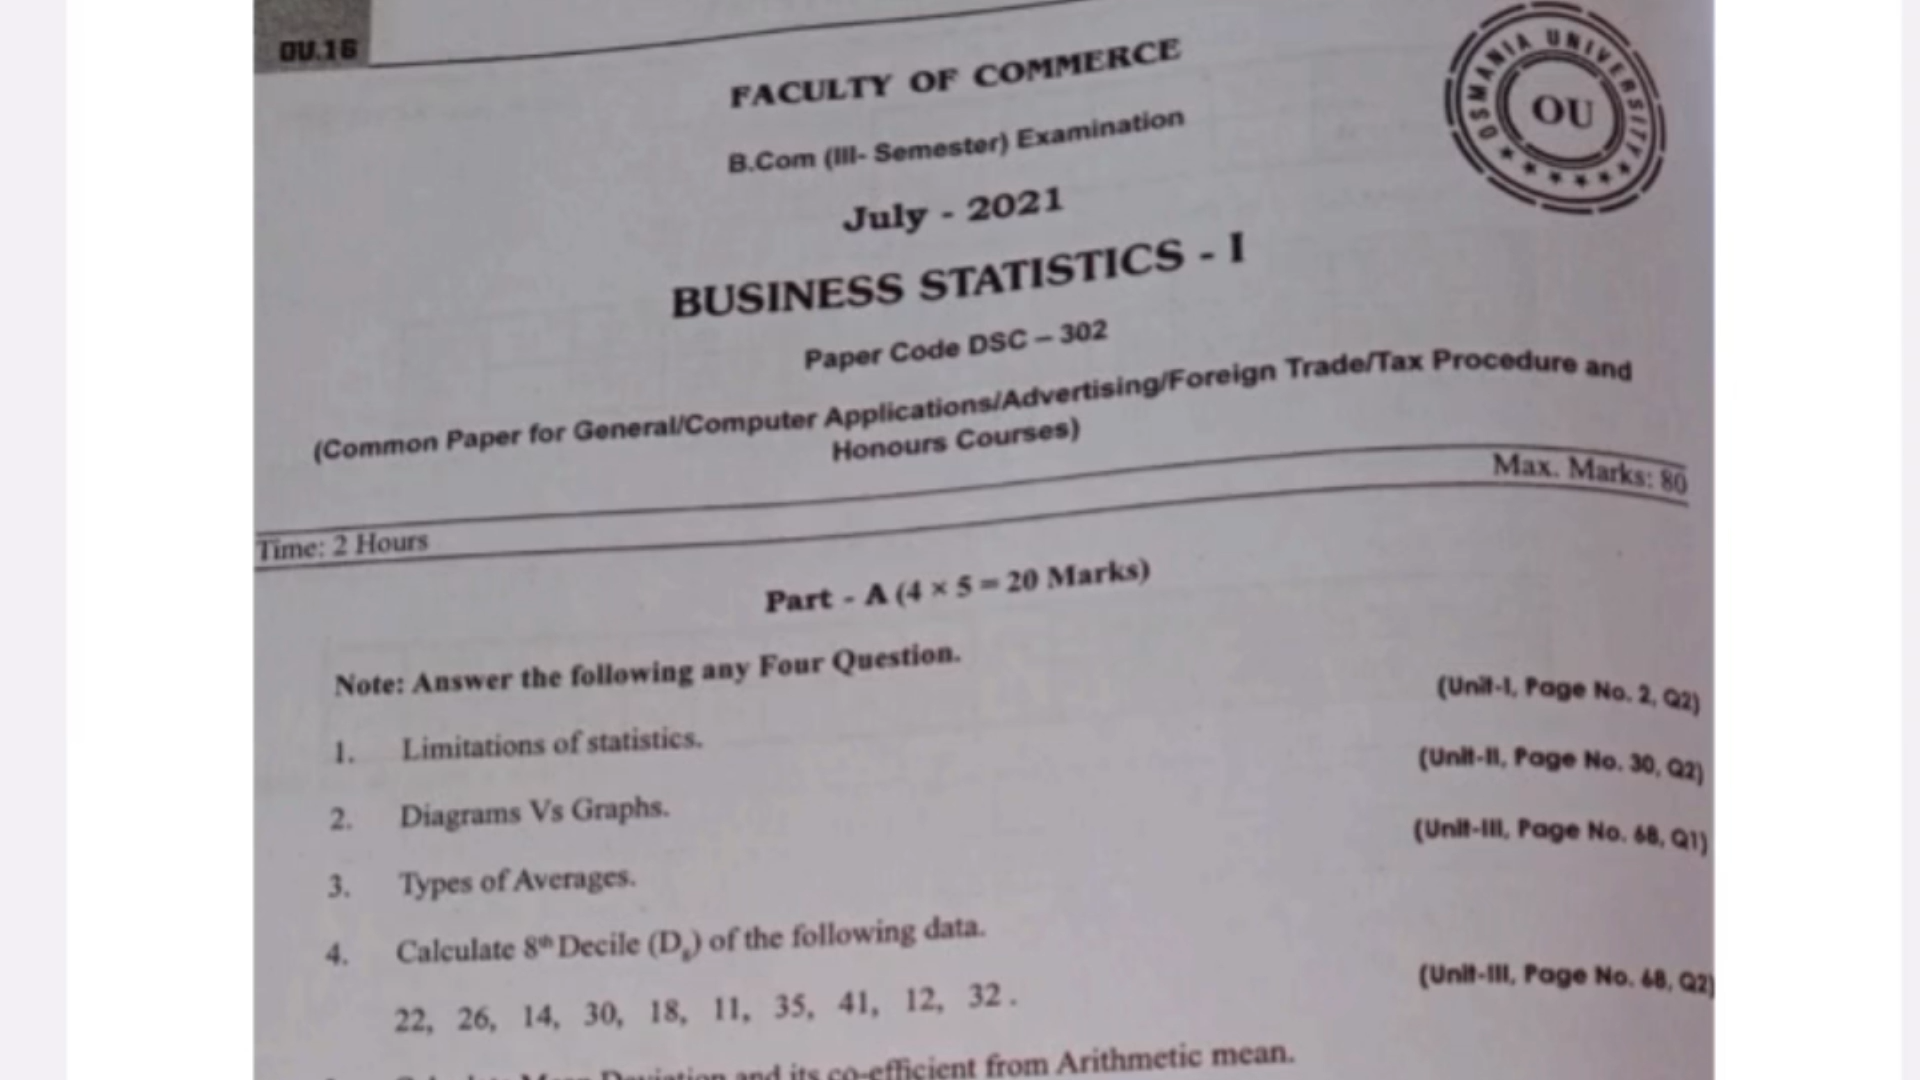 OU.16
FACULTY OF COMMERCE
B.Com (III- Semester) Examination
July - 2021
BUSINESS STATISTICS - I
Paper Code DSC – 302
(Common Paper for General/Computer Applications/Advertising/Foreign Trade/Tax Procedure and
Honours Courses)
OSMANIA UNIVERSITY
OU
Max. Marks: 80
Time: 2 Hours
Part - A (4 × 5 = 20 Marks)
Note: Answer the following any Four Question.
1. Limitations of statistics. (Unit-I, Page No. 2, Q2)
2. Diagrams Vs Graphs. (Unit-II, Page No. 30, Q2)
3. Types of Averages. (Unit-III, Page No. 68, Q1)
4. Calculate 8th Decile (D8) of the following data.
22, 26, 14, 30, 18, 11, 35, 41, 12, 32. (Unit-III, Page No. 68, Q2)
Mean Deviation and its co-efficient from Arithmetic mean.